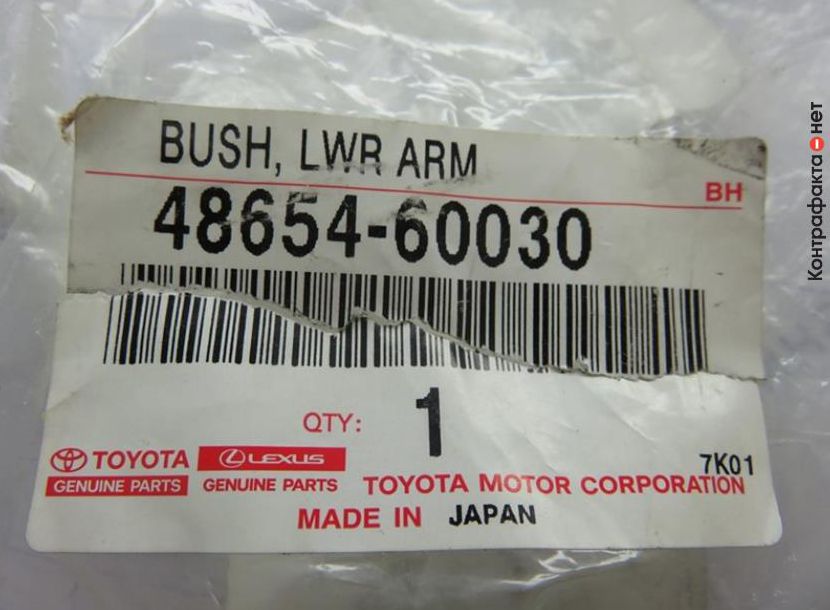 BUSH, LWR ARM
BH
48654-60030
QTY: 1
TOYOTA LEXUS 7K01
GENUINE PARTS GENUINE PARTS TOYOTA MOTOR CORPORATION
MADE IN JAPAN
Контрафакта нет